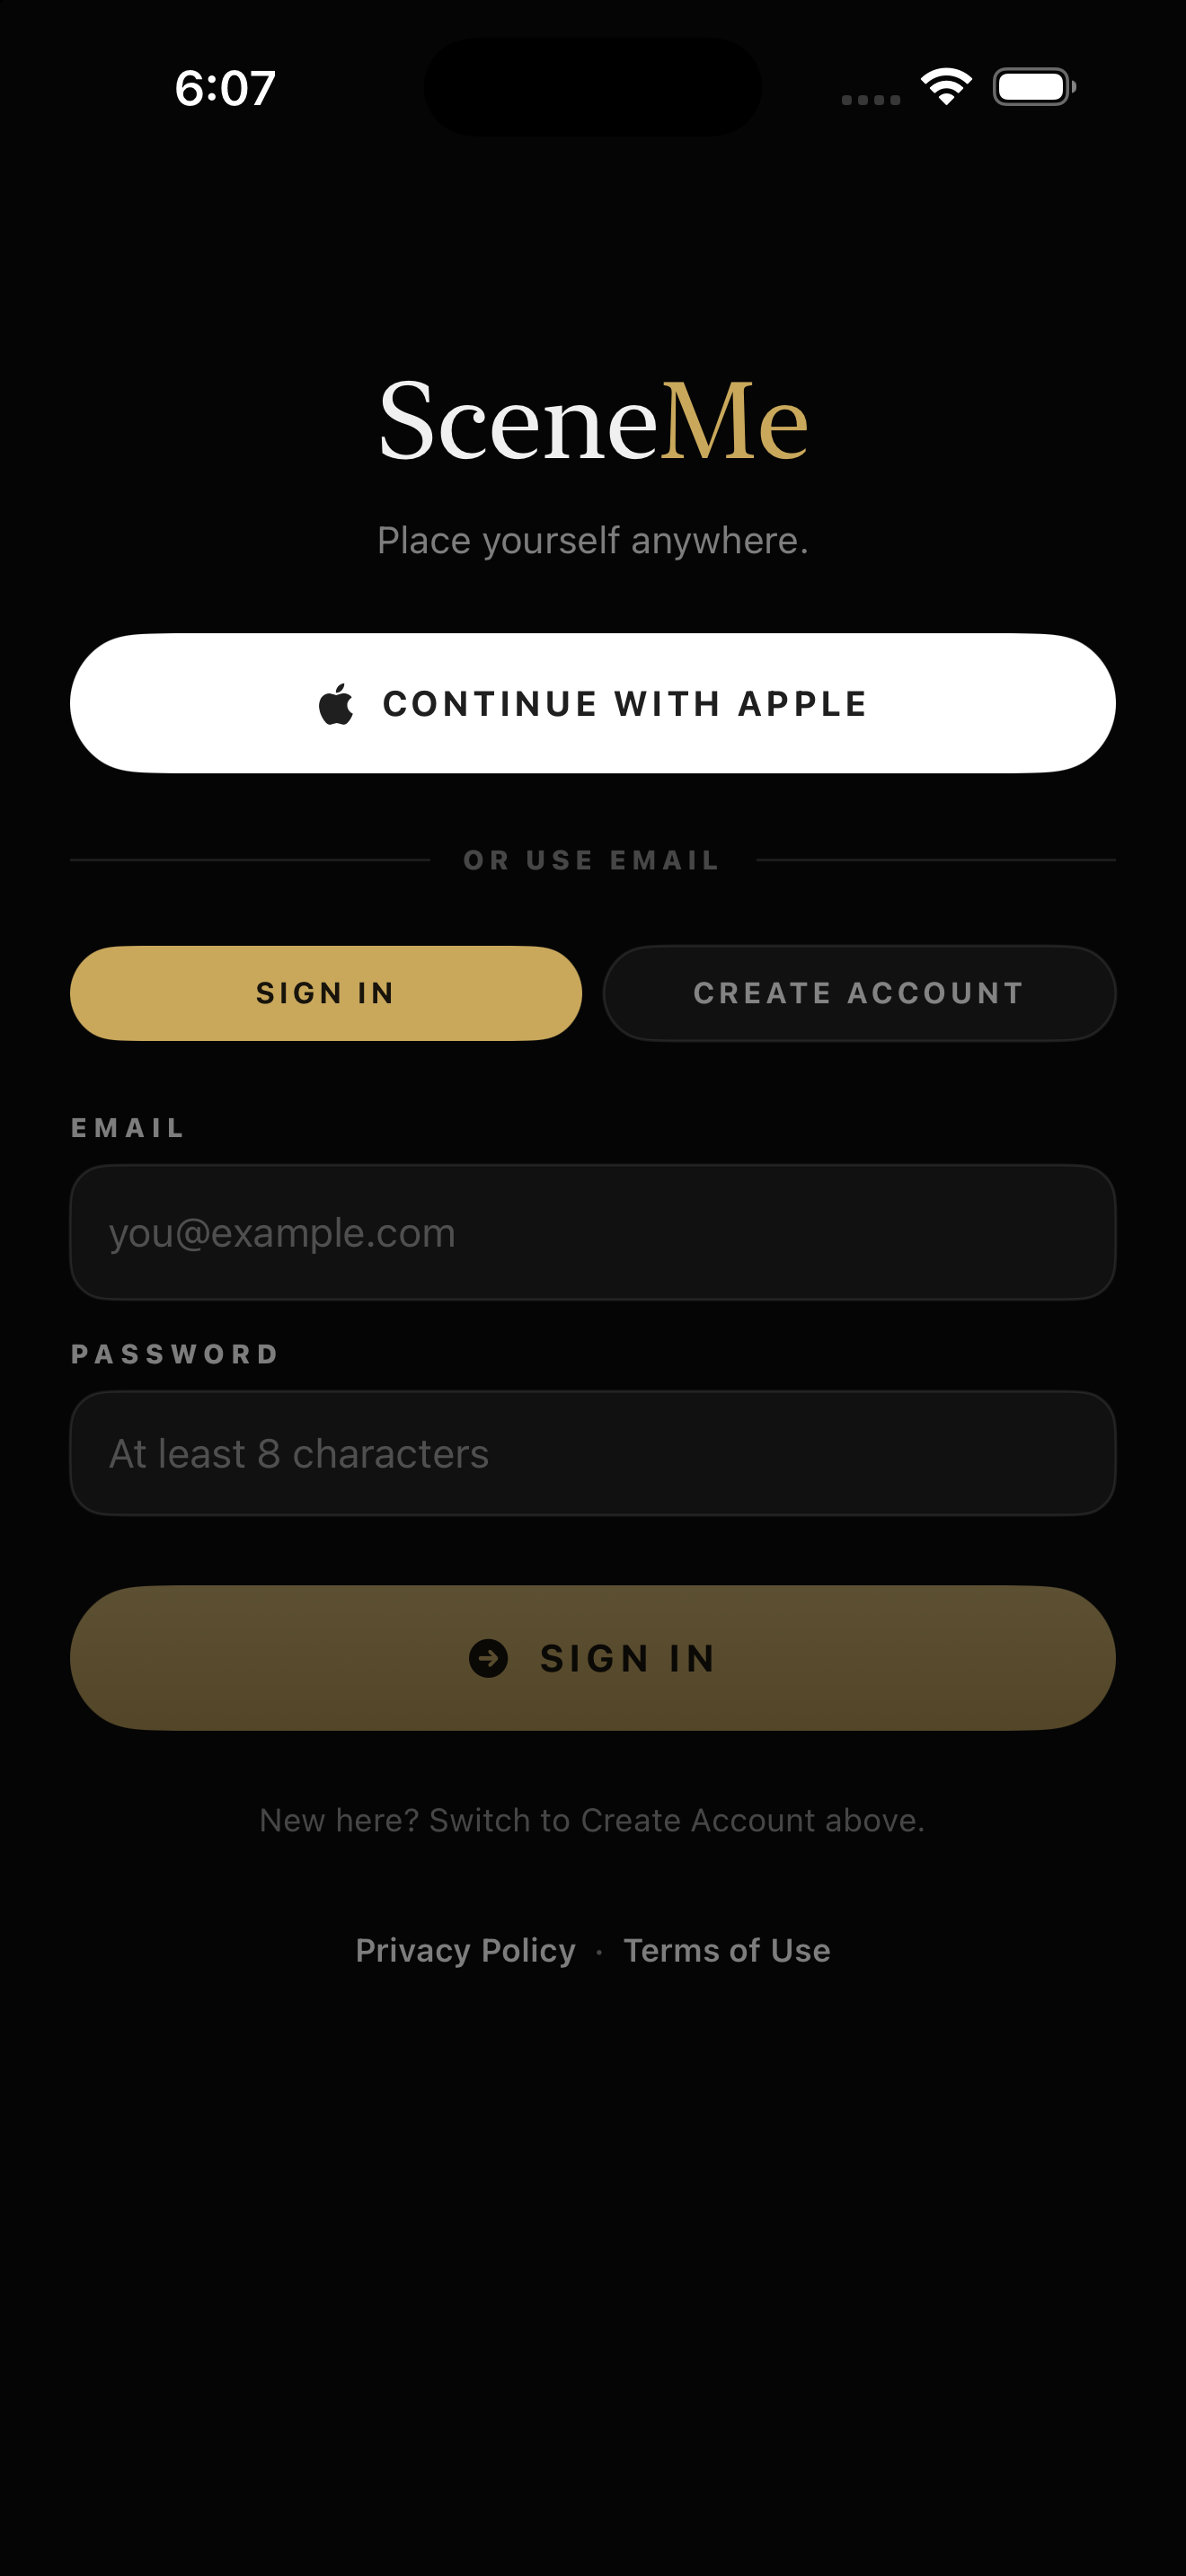 6:07
SceneMe
Place yourself anywhere.
CONTINUE WITH APPLE
OR USE EMAIL
SIGN IN
CREATE ACCOUNT
EMAIL
you@example.com
PASSWORD
At least 8 characters
SIGN IN
New here? Switch to Create Account above.
Privacy Policy · Terms of Use